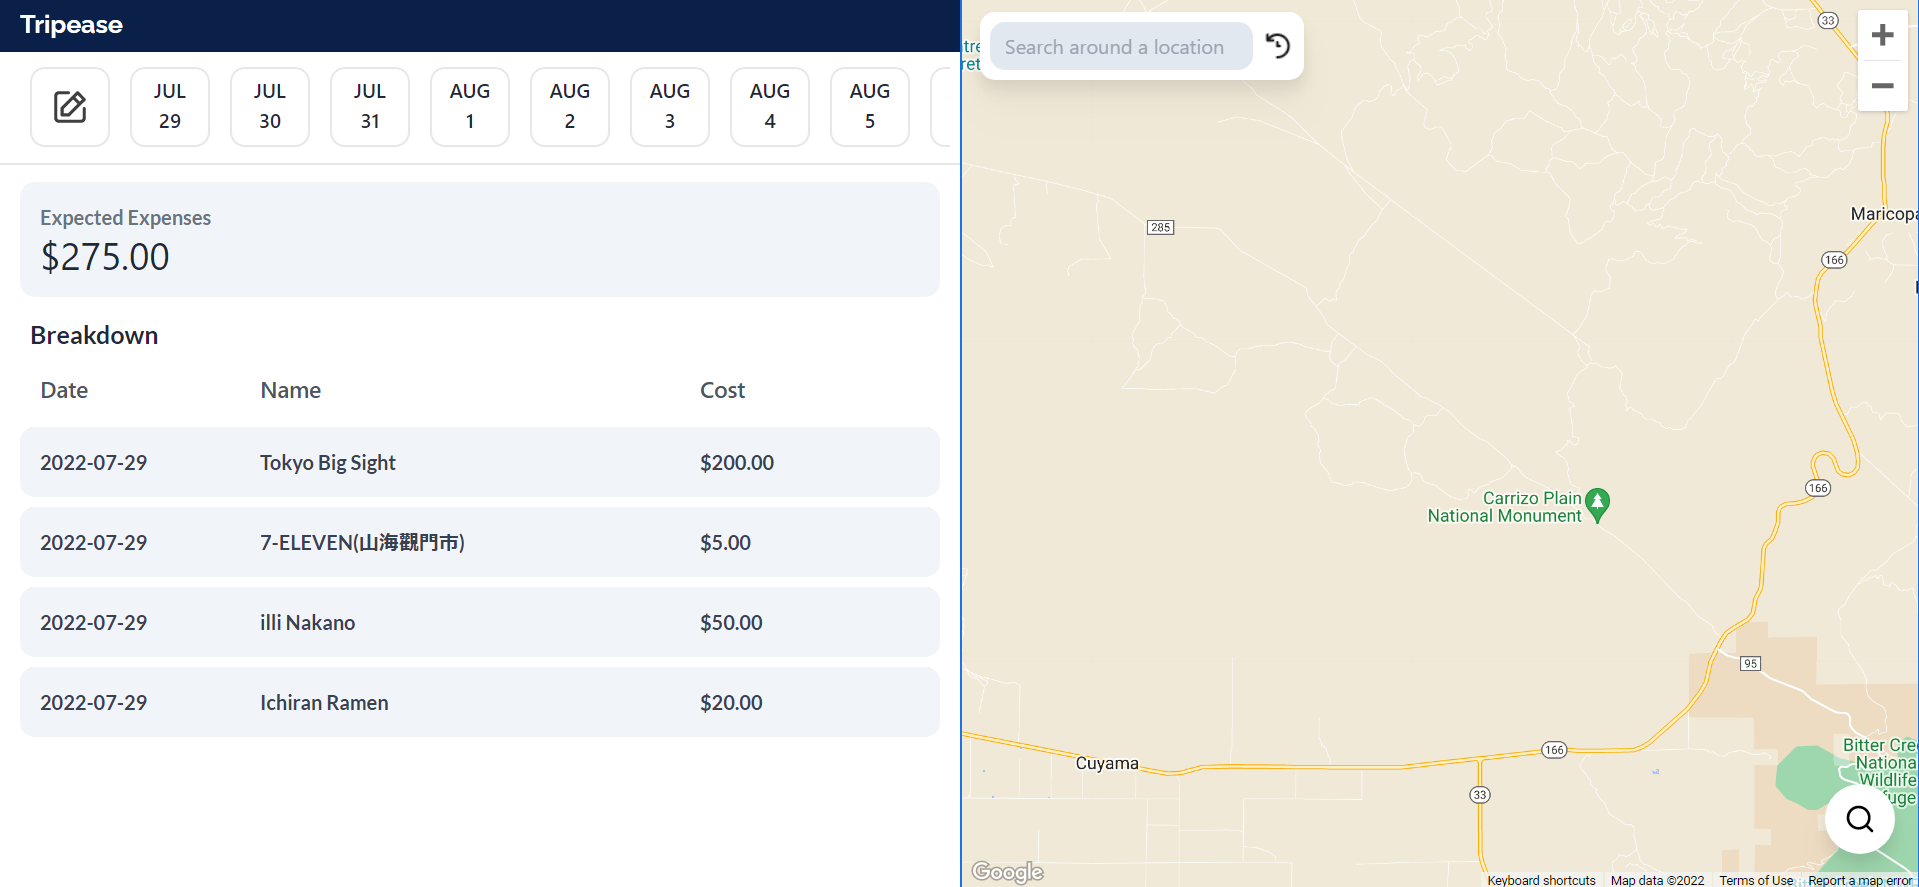 Tripease
JUL 29
JUL 30
JUL 31
AUG 1
AUG 2
AUG 3
AUG 4
AUG 5
Expected Expenses
$275.00
Breakdown
Date Name Cost
2022-07-29 Tokyo Big Sight $200.00
2022-07-29 7-ELEVEN(山海觀門市) $5.00
2022-07-29 illi Nakano $50.00
2022-07-29 Ichiran Ramen $20.00
Search around a location
33
285
Maricopa
166
166
Carrizo Plain
National Monument
95
166
Cuyama
33
Bitter Cre
Nationa
Wildlife
fuge
Google
Keyboard shortcuts Map data ©2022 Terms of Use Report a map error